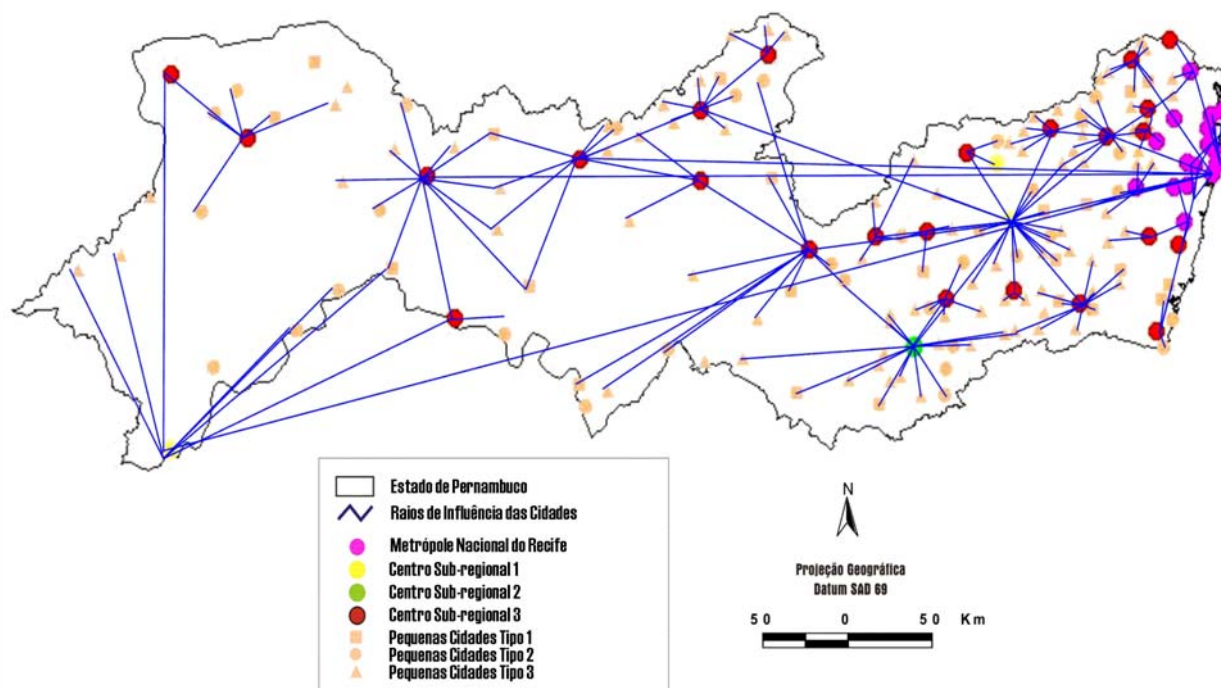 Estado de Pernambuco
Raios de Influência das Cidades
Metrópole Nacional do Recife
Centro Sub-regional 1
Centro Sub-regional 2
Centro Sub-regional 3
Pequenas Cidades Tipo 1
Pequenas Cidades Tipo 2
Pequenas Cidades Tipo 3
N
Projeção Geográfica
Datum SAD 69
50 0 50 Km